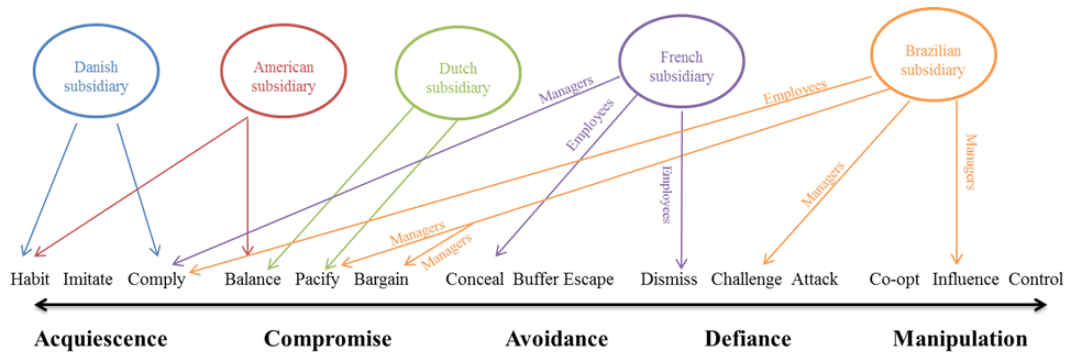 Danish
subsidiary
American
subsidiary
Dutch
subsidiary
French
subsidiary
Brazilian
subsidiary
Managers
Employees
Employees
Employees
Managers
Managers
Managers
Managers
Habit Imitate Comply Balance Pacify Bargain Conceal Buffer Escape Dismiss Challenge Attack Co-opt Influence Control
Acquiescence Compromise Avoidance Defiance Manipulation